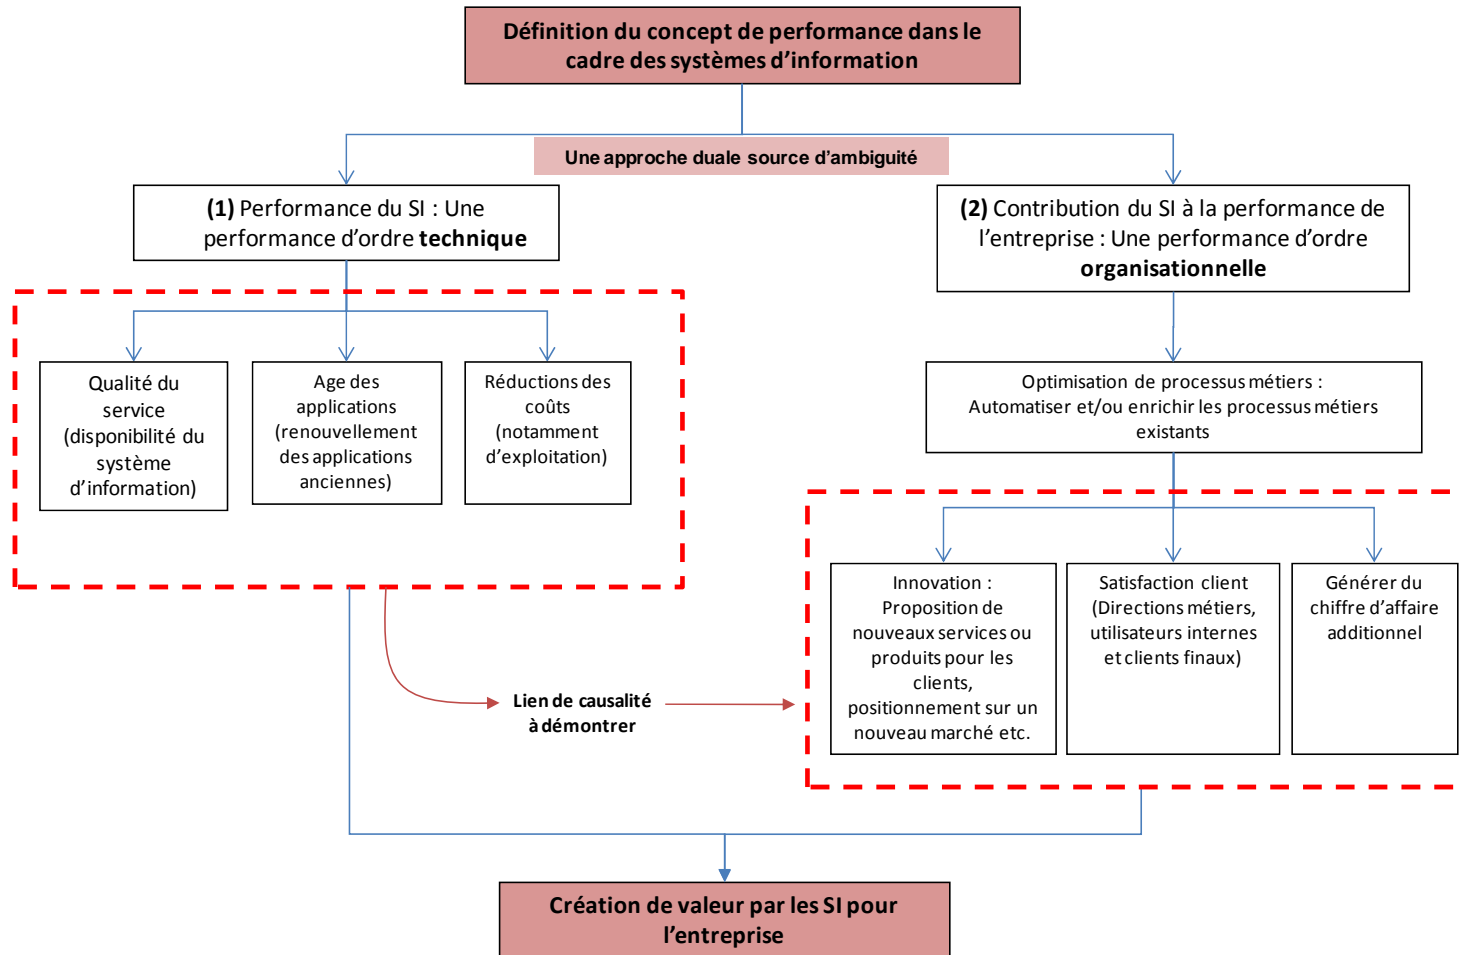 Définition du concept de performance dans le
cadre des systèmes d'information
Une approche duale source d'ambiguité
(1) Performance du SI : Une
performance d'ordre technique
(2) Contribution du SI à la performance de
l'entreprise : Une performance d'ordre
organisationnelle
Qualité du
service
(disponibilité du
système
d'information)
Age des
applications
(renouvellement
des applications
anciennes)
Réductions des
coûts
(notamment
d'exploitation)
Optimisation de processus métiers :
Automatiser et/ou enrichir les processus métiers
existants
Innovation :
Proposition de
nouveaux services ou
produits pour les
clients,
positionnement sur un
nouveau marché etc.
Satisfaction client
(Directions métiers,
utilisateurs internes
et clients finaux)
Générer du
chiffre d'affaire
additionnel
Lien de causalité
à démontrer
Création de valeur par les SI pour
l'entreprise